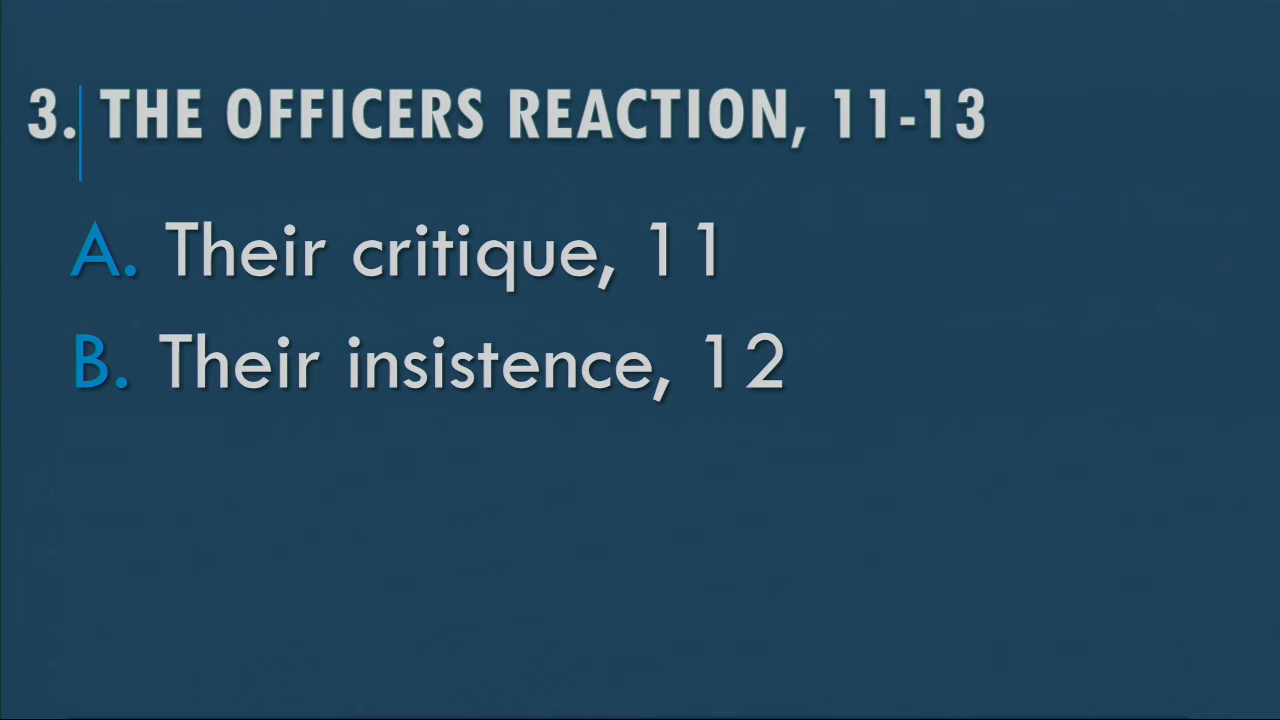 3. THE OFFICERS REACTION, 11-13
A. Their critique, 11
B. Their insistence, 12